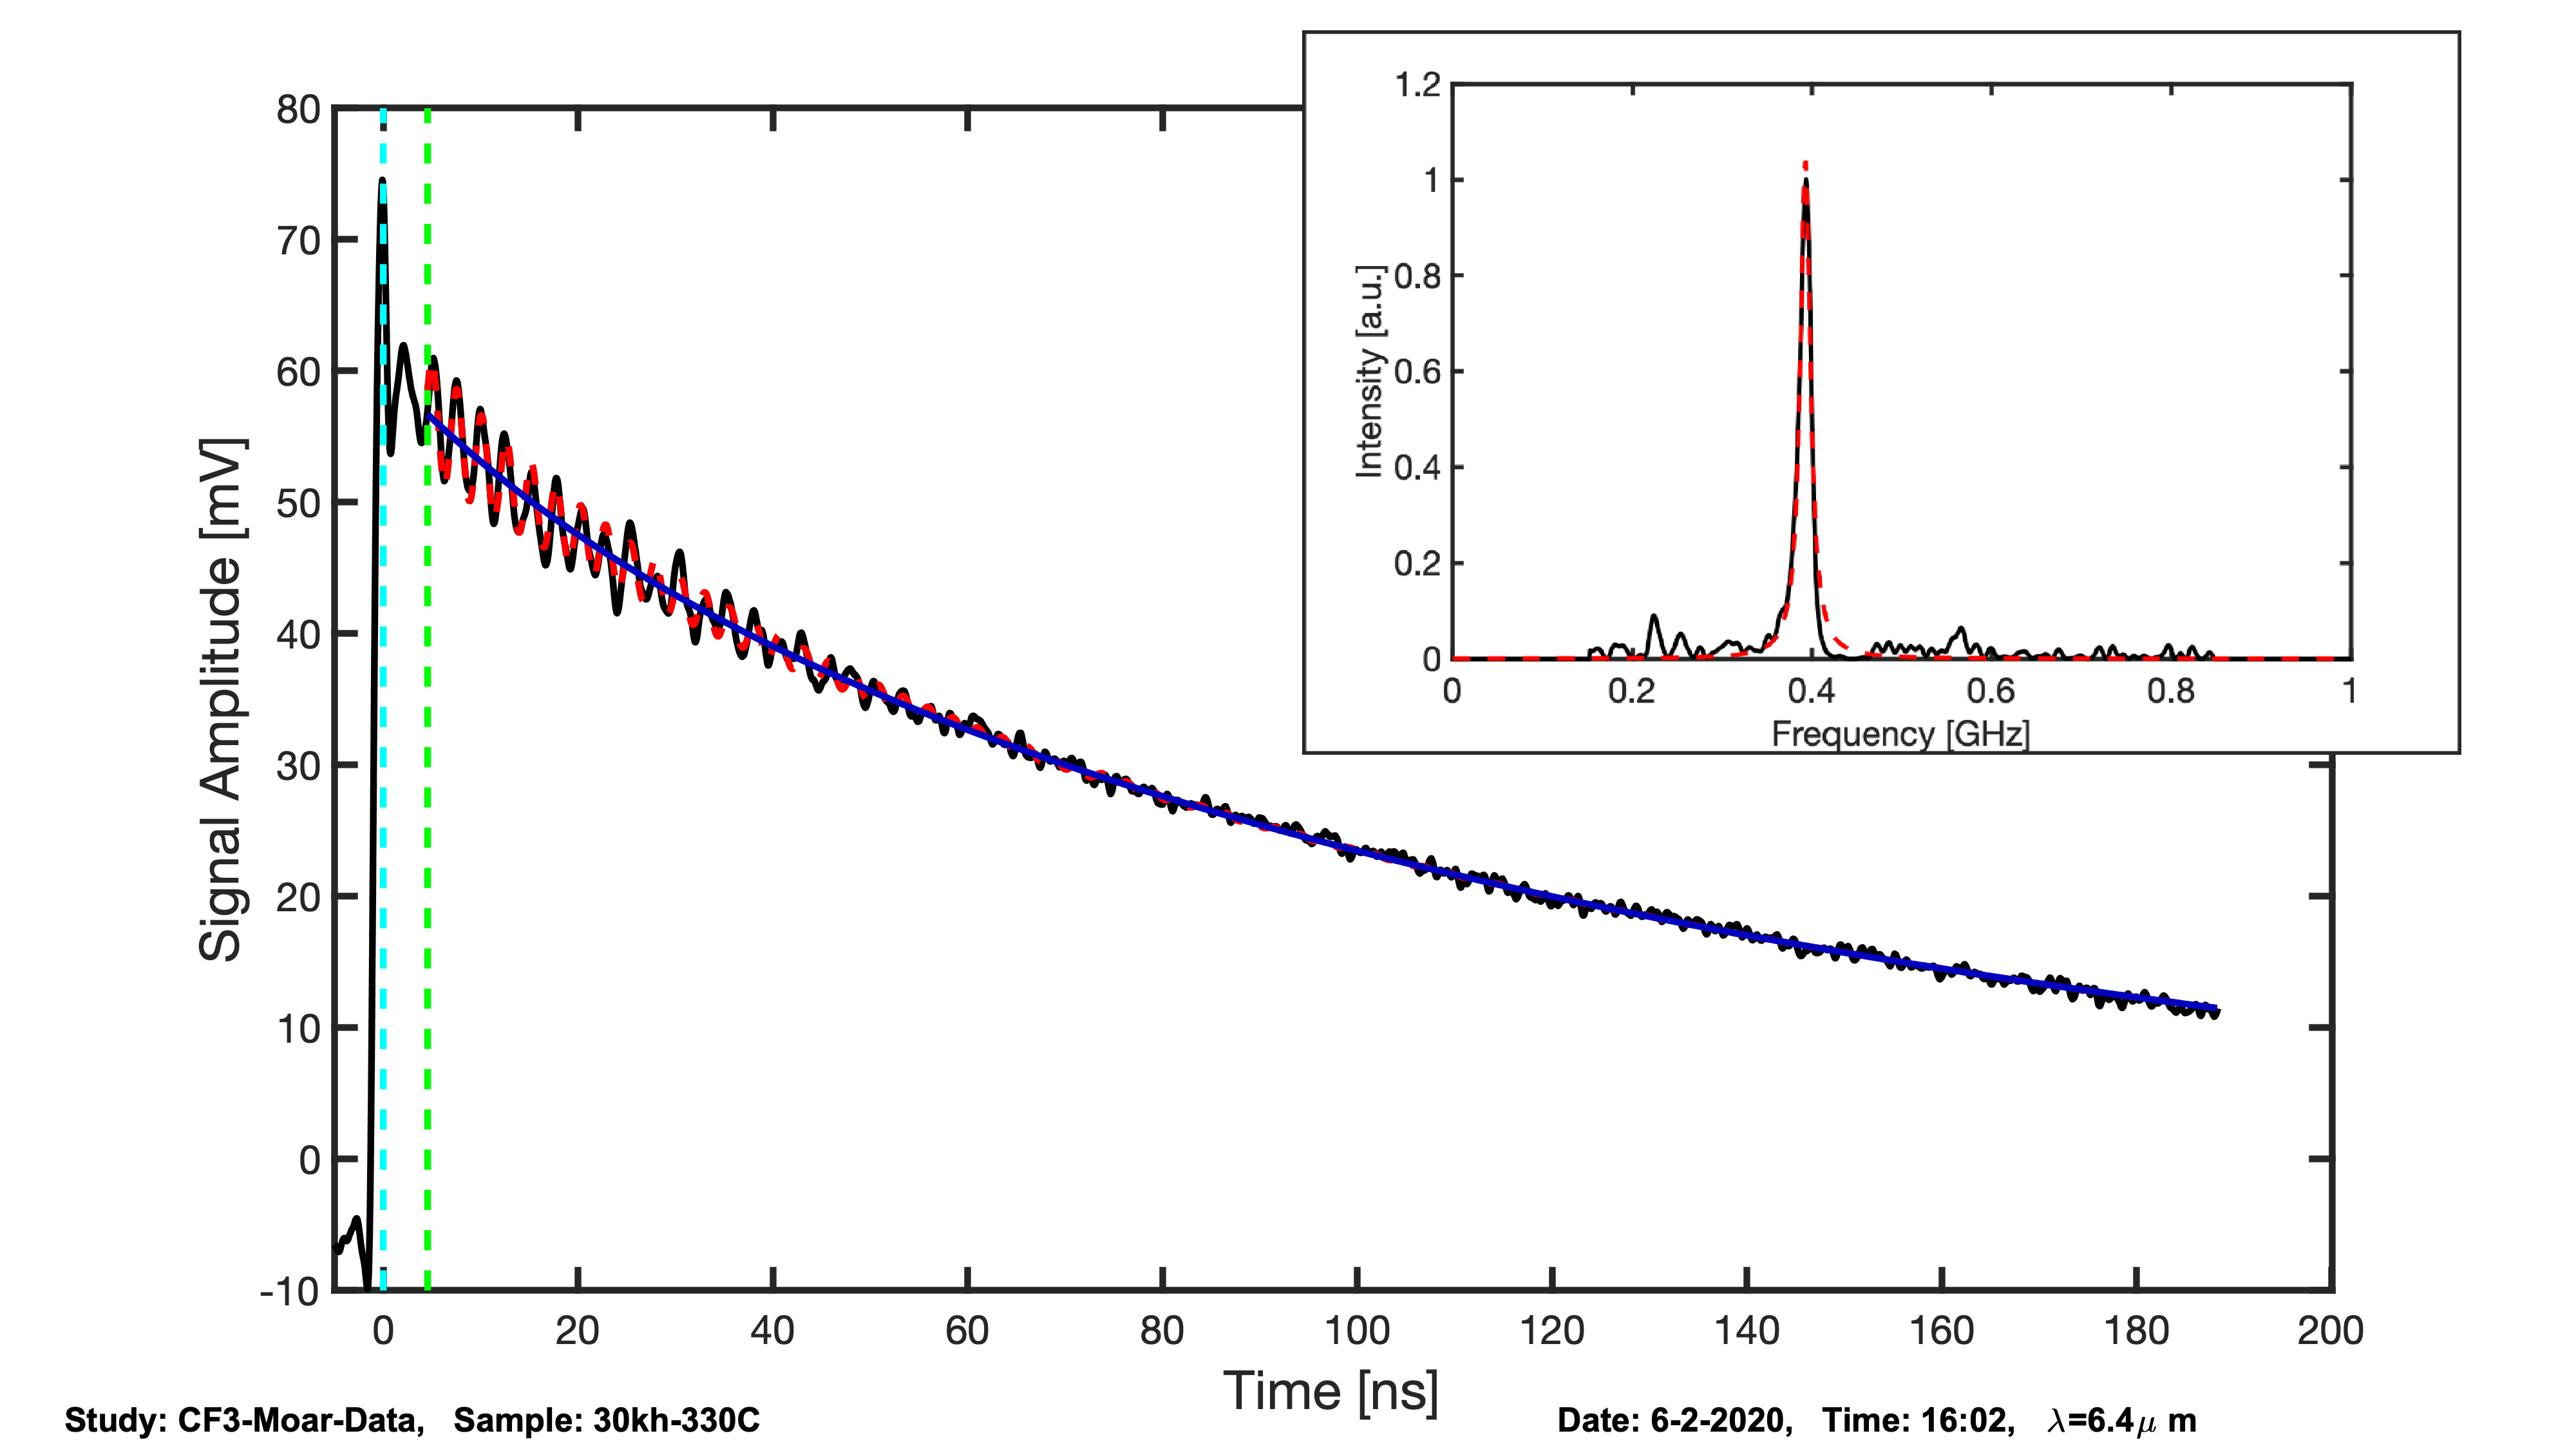 1.2
1
0.8
0.6
0.4
0.2
0
Intensity [a.u.]
0 0.2 0.4 0.6 0.8 1
Frequency [GHz]
80
70
60
50
40
30
20
10
0
-10
Signal Amplitude [mV]
0 20 40 60 80 100 120 140 160 180 200
Time [ns]
Study: CF3-Moar-Data, Sample: 30kh-330C
Date: 6-2-2020, Time: 16:02, λ=6.4μ m